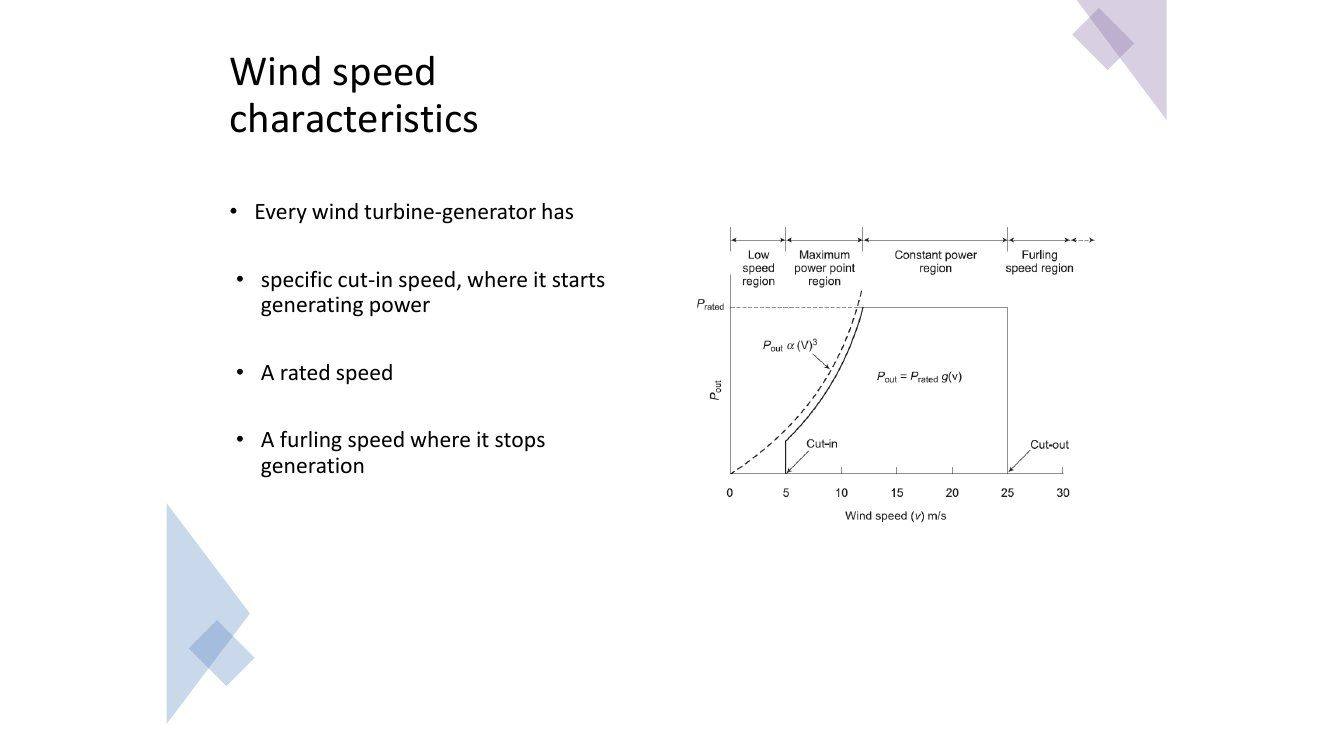 Wind speed
characteristics
• Every wind turbine-generator has
• specific cut-in speed, where it starts
generating power
• A rated speed
• A furling speed where it stops
generation
Low
speed
region
Maximum
power point
region
Constant power
region
Furling
speed region
Prated
Pout α (V)³
Pout = Prated g(v)
Pout
Cut-in
Cut-out
0 5 10 15 20 25 30
Wind speed (v) m/s